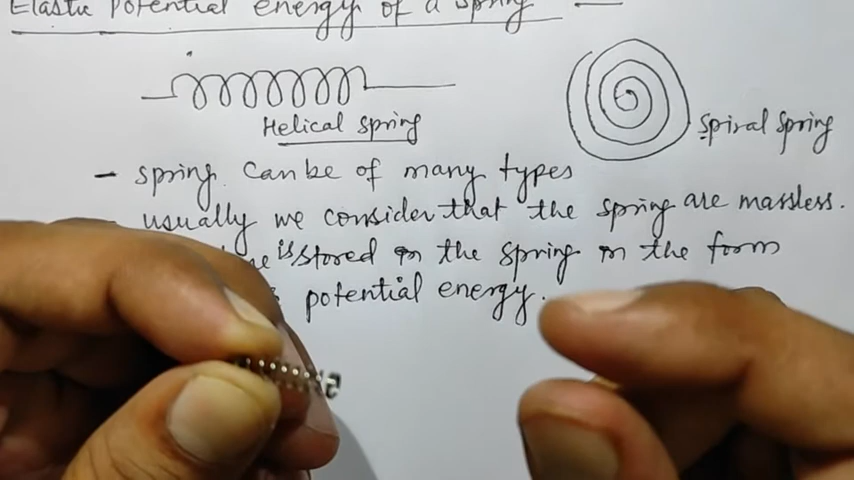 Elastic potential energy of a spring
Helical spring
Spiral Spring
- spring can be of many types
usually we consider that the spring are massless.
is stored in the spring in the form
potential energy.